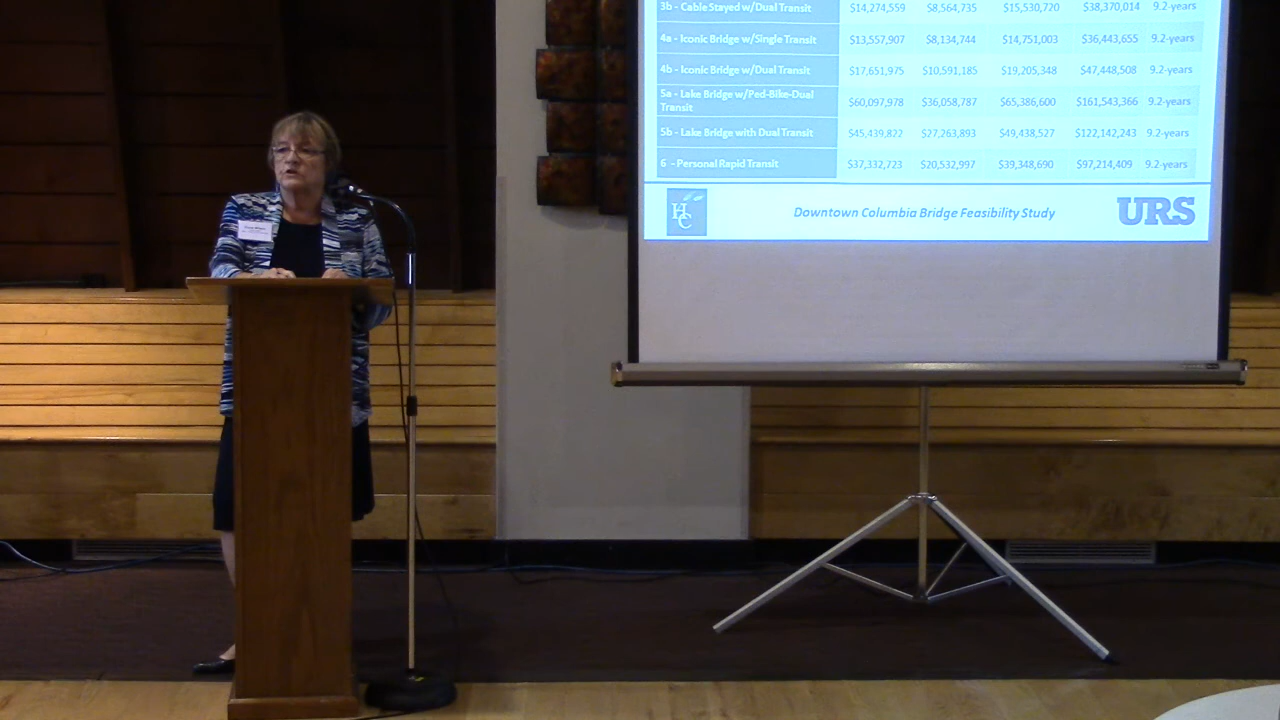 3b - Cable Stayed w/Dual Transit $14,274,559 $8,564,735 $15,530,720 $38,370,014 9.2-years
4a - Iconic Bridge w/Single Transit $13,557,907 $8,134,744 $14,751,003 $36,443,655 9.2-years
4b - Iconic Bridge w/Dual Transit $17,651,975 $10,591,185 $19,205,348 $47,448,508 9.2-years
5a - Lake Bridge w/Ped-Bike-Dual
Transit $60,097,978 $36,058,787 $65,386,600 $161,543,366 9.2-years
5b - Lake Bridge with Dual Transit $45,439,822 $27,263,893 $49,438,527 $122,142,243 9.2-years
6 - Personal Rapid Transit $37,332,723 $20,532,997 $39,348,690 $97,214,409 9.2-years
HC
Downtown Columbia Bridge Feasibility Study
URS